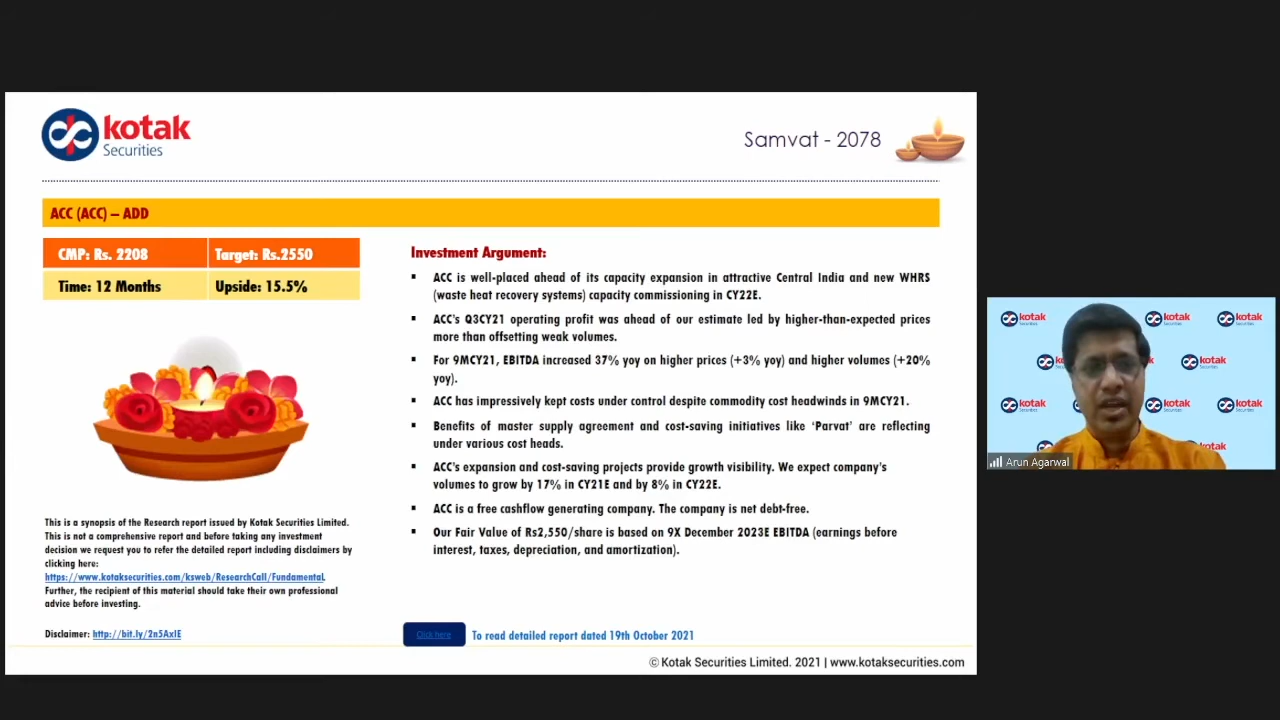 kotak
Securities
Samvat - 2078
ACC (ACC) – ADD
CMP: Rs. 2208
Target: Rs.2550
Time: 12 Months
Upside: 15.5%
Investment Argument:
▪ ACC is well-placed ahead of its capacity expansion in attractive Central India and new WHRS
(waste heat recovery systems) capacity commissioning in CY22E.
▪ ACC's Q3CY21 operating profit was ahead of our estimate led by higher-than-expected prices
more than offsetting weak volumes.
▪ For 9MCY21, EBITDA increased 37% yoy on higher prices (+3% yoy) and higher volumes (+20%
yoy).
▪ ACC has impressively kept costs under control despite commodity cost headwinds in 9MCY21.
▪ Benefits of master supply agreement and cost-saving initiatives like ‘Parvat’ are reflecting
under various cost heads.
▪ ACC's expansion and cost-saving projects provide growth visibility. We expect company's
volumes to grow by 17% in CY21E and by 8% in CY22E.
▪ ACC is a free cashflow generating company. The company is net debt-free.
▪ Our Fair Value of Rs2,550/share is based on 9X December 2023E EBITDA (earnings before
interest, taxes, depreciation, and amortization).
This is a synopsis of the Research report issued by Kotak Securities Limited.
This is not a comprehensive report and before taking any investment
decision we request you to refer the detailed report including disclaimers by
clicking here:
https://www.kotaksecurities.com/ksweb/ResearchCall/Fundamental.
Further, the recipient of this material should take their own professional
advice before investing.
Disclaimer: http://bit.ly/2n5AxIE
Click here
To read detailed report dated 19th October 2021
© Kotak Securities Limited. 2021 | www.kotaksecurities.com
kotak
Securities
kotak
Securities
kotak
Securities
kotak
kotak
Securities
kotak
Securities
kotak
Securities
kotak
Securities
kotak
Arun Agarwal